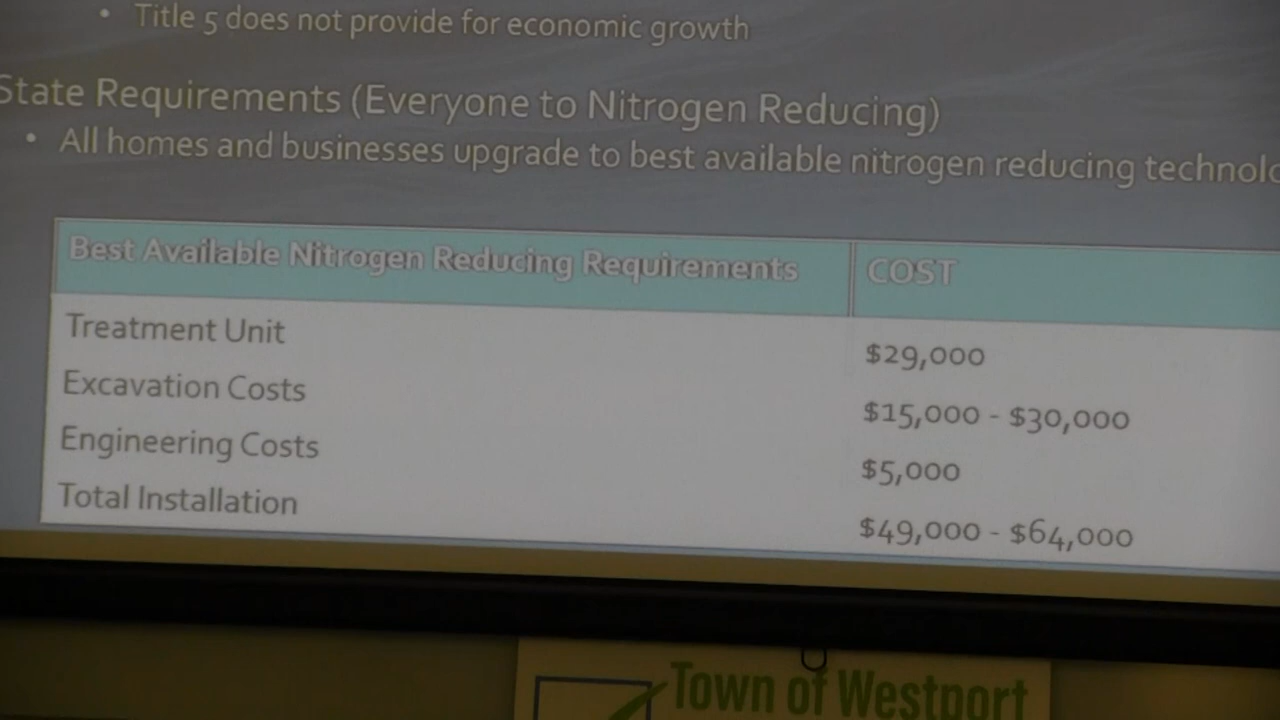 • Title 5 does not provide for economic growth
State Requirements (Everyone to Nitrogen Reducing)
• All homes and businesses upgrade to best available nitrogen reducing technolo
Best Available Nitrogen Reducing Requirements COST
Treatment Unit $29,000
Excavation Costs $15,000 - $30,000
Engineering Costs $5,000
Total Installation $49,000 - $64,000
Town of Westport